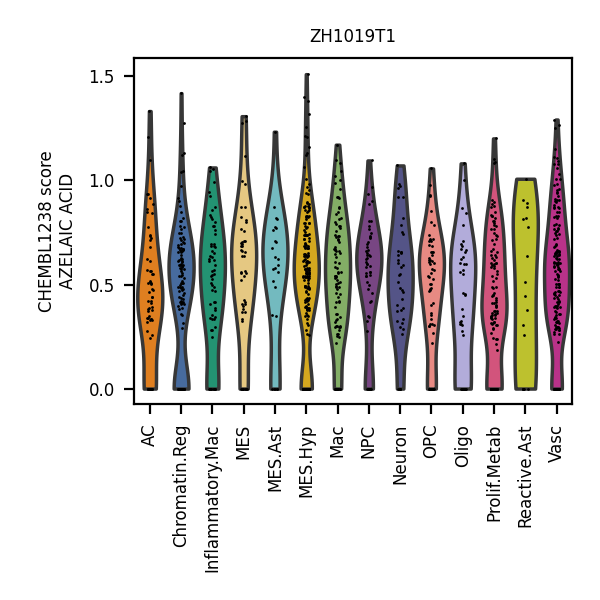 ZH1019T1
CHEMBL1238 score
AZELAIC ACID
1.5
1.0
0.5
0.0
AC
Chromatin.Reg
Inflammatory.Mac
MES
MES.Ast
MES.Hyp
Mac
NPC
Neuron
OPC
Oligo
Prolif.Metab
Reactive.Ast
Vasc